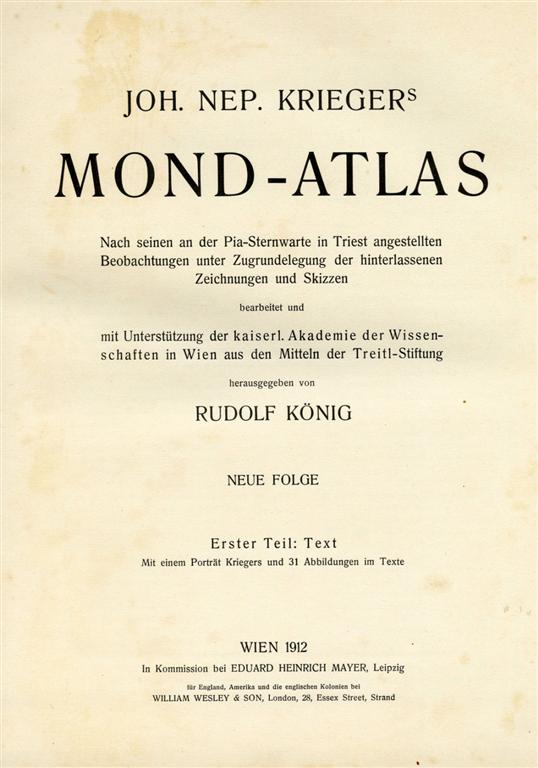 JOH. NEP. KRIEGERS
MOND-ATLAS
Nach seinen an der Pia-Sternwarte in Triest angestellten
Beobachtungen unter Zugrundelegung der hinterlassenen
Zeichnungen und Skizzen
bearbeitet und
mit Unterstützung der kaiserl. Akademie der Wissen-
schaften in Wien aus den Mitteln der Treitl-Stiftung
herausgegeben von
RUDOLF KÖNIG
NEUE FOLGE
Erster Teil: Text
Mit einem Porträt Kriegers und 31 Abbildungen im Texte
WIEN 1912
In Kommission bei EDUARD HEINRICH MAYER, Leipzig
für England, Amerika und die englischen Kolonien bei
WILLIAM WESLEY & SON, London, 28, Essex Street, Strand